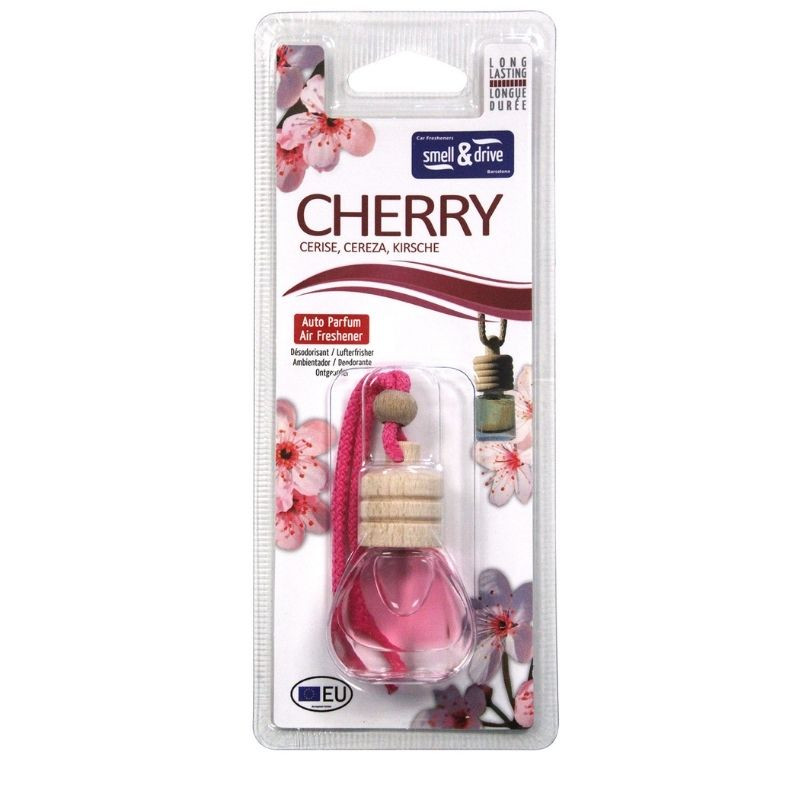 LONG
LASTING
LONGUE
DURÉE
Car Fresheners
smell & drive
Barcelona
CHERRY
CERISE, CEREZA, KIRSCHE
Auto Parfum
Air Freshener
Désodorisant / Lufterfrisher
Ambientador / Deodorante
EU